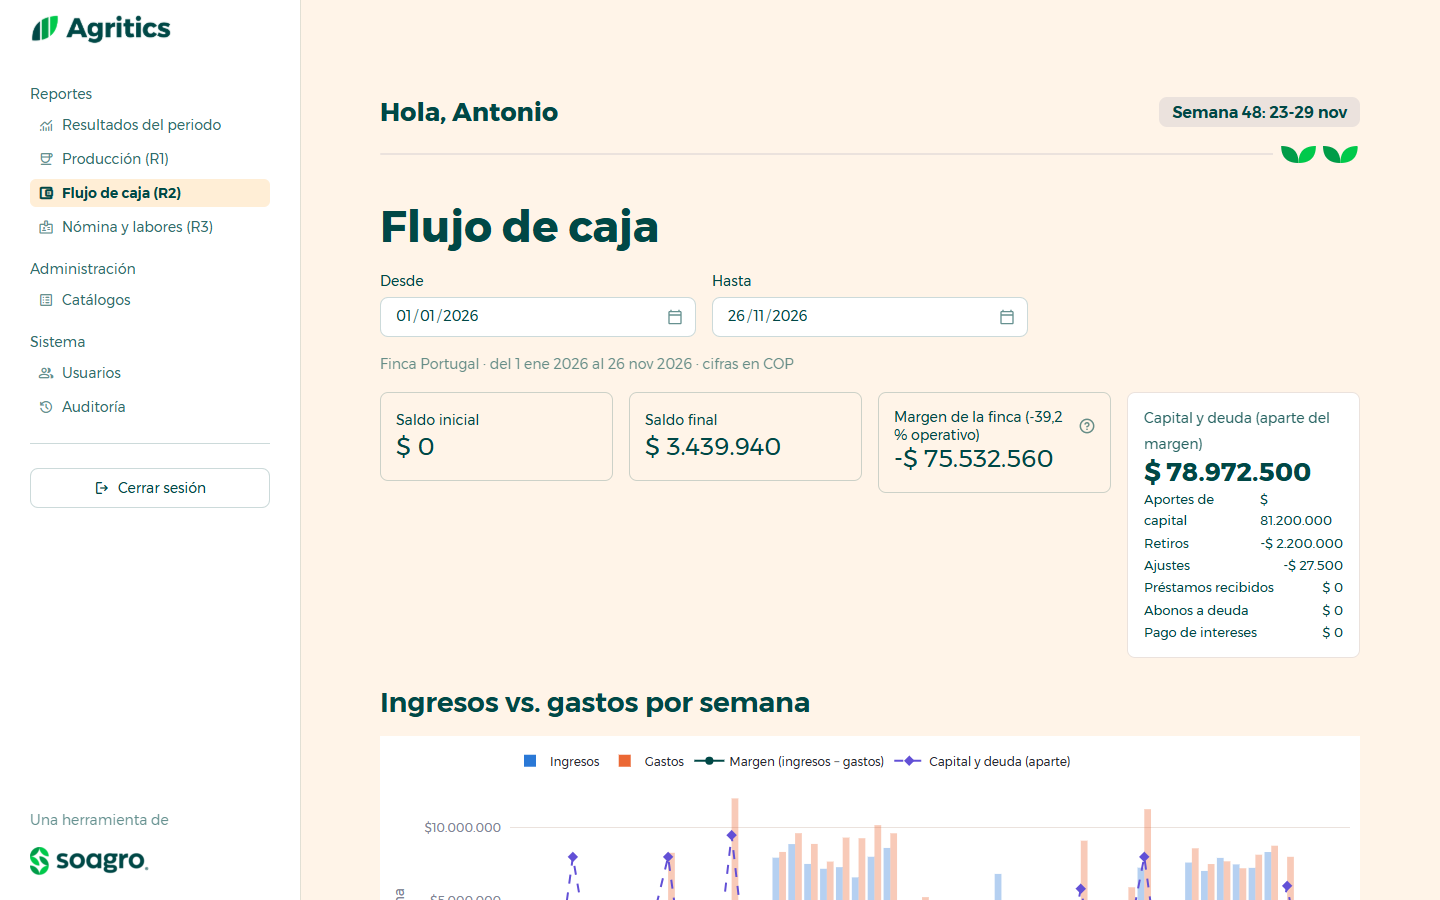 Agritics
Reportes
Resultados del periodo
Producción (R1)
Flujo de caja (R2)
Nómina y labores (R3)
Administración
Catálogos
Sistema
Usuarios
Auditoría
Cerrar sesión
Una herramienta de
soagro.
Hola, Antonio
Semana 48: 23-29 nov
Flujo de caja
Desde
Hasta
01/01/2026
26/11/2026
Finca Portugal · del 1 ene 2026 al 26 nov 2026 · cifras en COP
Saldo inicial
$ 0
Saldo final
$ 3.439.940
Margen de la finca (-39,2
% operativo)
-$ 75.532.560
Capital y deuda (aparte del
margen)
$ 78.972.500
Aportes de $
capital 81.200.000
Retiros -$ 2.200.000
Ajustes -$ 27.500
Préstamos recibidos $ 0
Abonos a deuda $ 0
Pago de intereses $ 0
Ingresos vs. gastos por semana
Ingresos Gastos Margen (ingresos – gastos) Capital y deuda (aparte)
$10.000.000
$5.000.000